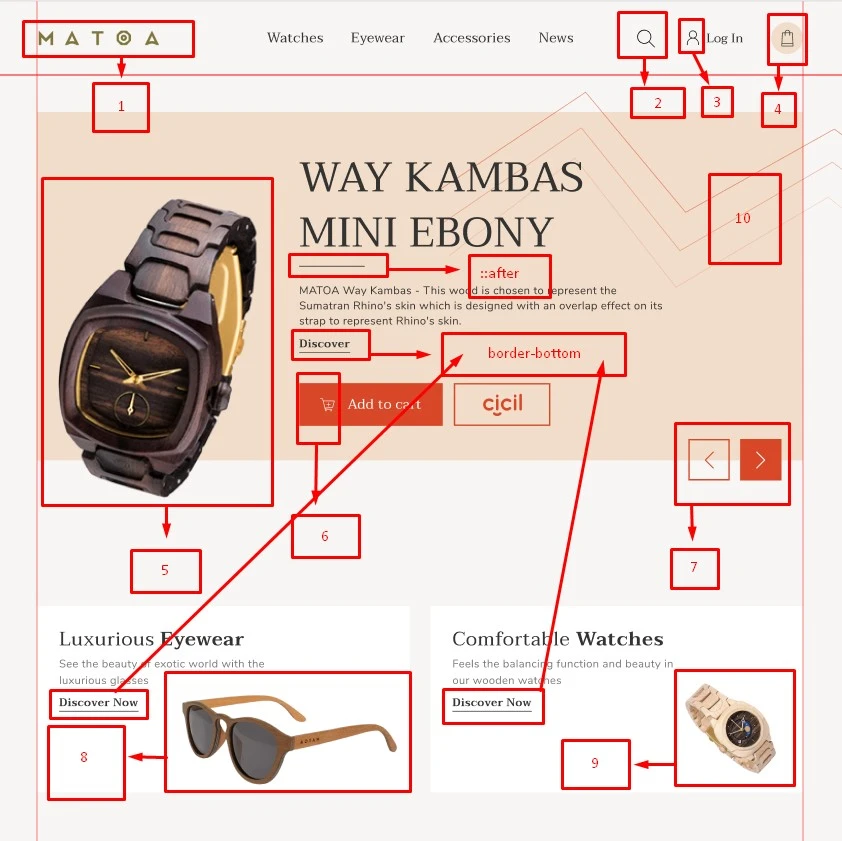 MATOA
Watches
Eyewear
Accessories
News
Log In
1
2
3
4
WAY KAMBAS
MINI EBONY
10
::after
MATOA Way Kambas - This wood is chosen to represent the
Sumatran Rhino's skin which is designed with an overlap effect on its
strap to represent Rhino's skin.
Discover
border-bottom
Add to cart
cicil
6
5
7
Luxurious Eyewear
See the beauty of exotic world with the
luxurious glasses
Discover Now
8
Comfortable Watches
Feels the balancing function and beauty in
our wooden watches
Discover Now
9